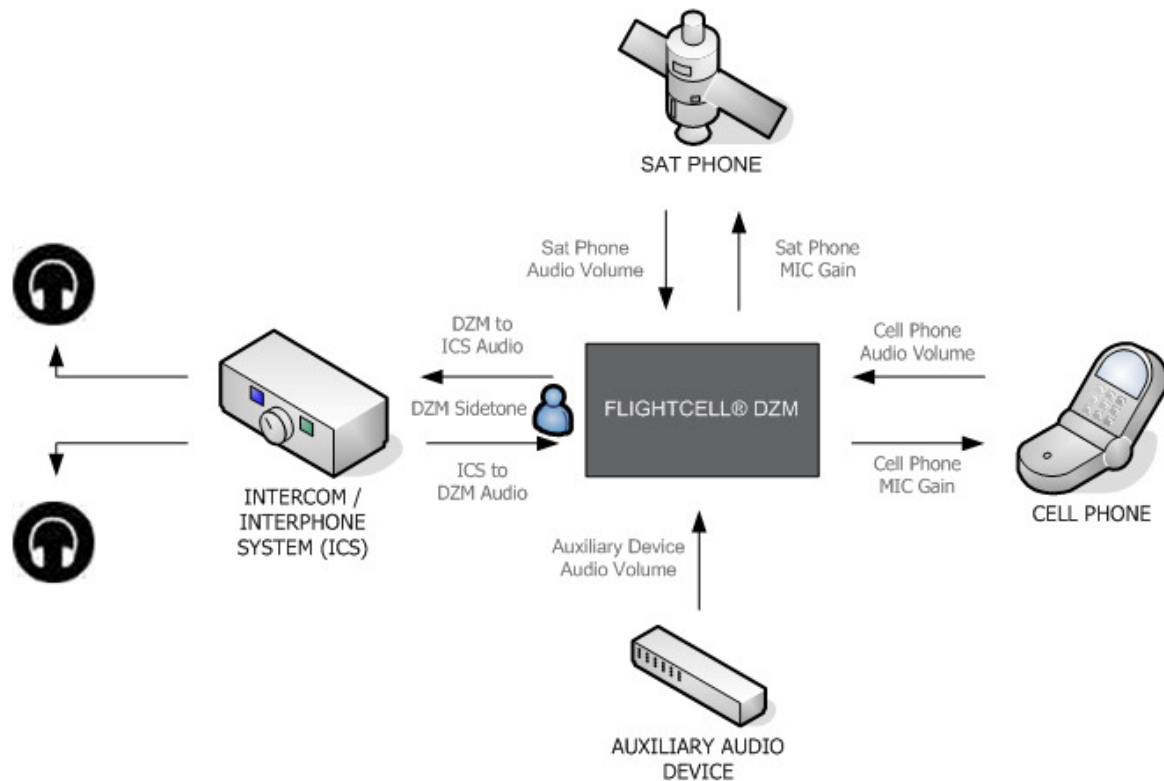 SAT PHONE
Sat Phone
Audio Volume
Sat Phone
MIC Gain
DZM to
ICS Audio
Cell Phone
Audio Volume
DZM Sidetone
FLIGHTCELL® DZM
ICS to
DZM Audio
Cell Phone
MIC Gain
INTERCOM /
INTERPHONE
SYSTEM (ICS)
CELL PHONE
Auxiliary Device
Audio Volume
AUXILIARY AUDIO
DEVICE